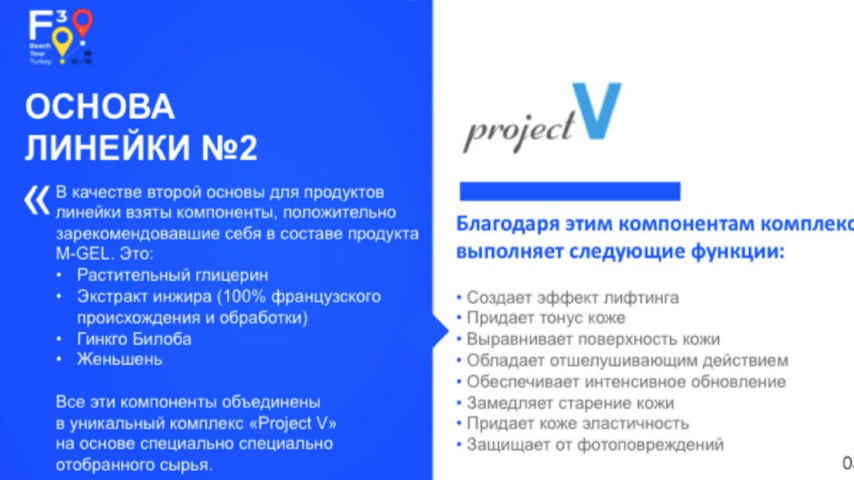 F3
Beach
Tour
Turkey
ОСНОВА
ЛИНЕЙКИ №2
« В качестве второй основы для продуктов
линейки взяты компоненты, положительно
зарекомендовавшие себя в составе продукта
M-GEL. Это:
• Растительный глицерин
• Экстракт инжира (100% французского
происхождения и обработки)
• Гинкго Билоба
• Женьшень
Все эти компоненты объединены
в уникальный комплекс «Project V»
на основе специально специально
отобранного сырья.
project V
Благодаря этим компонентам комплекс
выполняет следующие функции:
• Создает эффект лифтинга
• Придает тонус коже
• Выравнивает поверхность кожи
• Обладает отшелушивающим действием
• Обеспечивает интенсивное обновление
• Замедляет старение кожи
• Придает коже эластичность
• Защищает от фотоповреждений